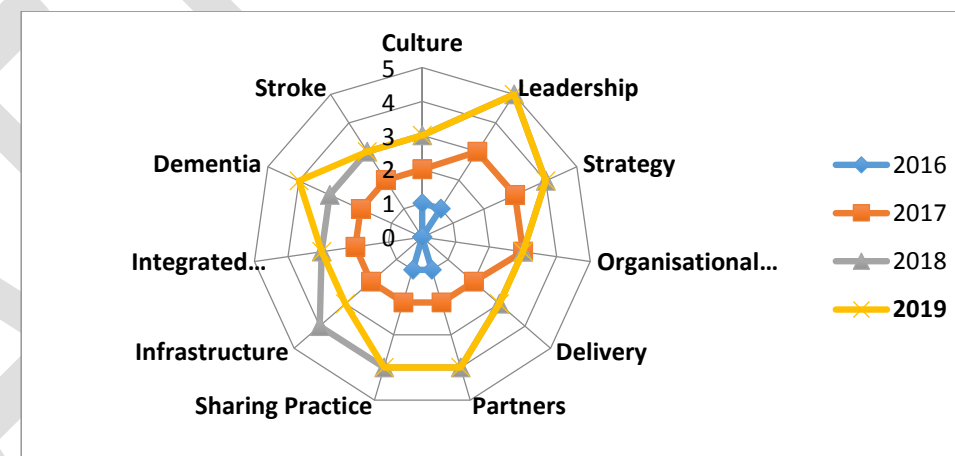 Culture
Leadership
Strategy
Organisational...
Delivery
Partners
Sharing Practice
Infrastructure
Integrated...
Dementia
Stroke
5
4
3
2
1
0
2016
2017
2018
2019